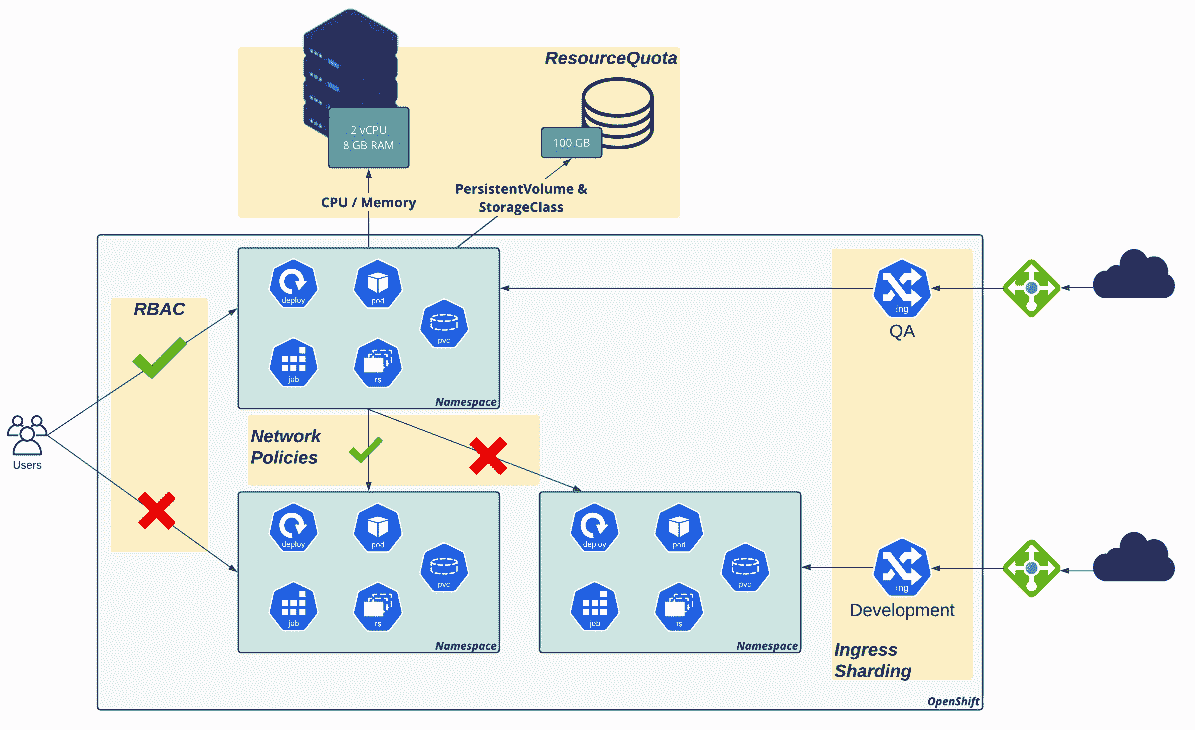 ResourceQuota
2 vCPU
8 GB RAM
100 GB
CPU / Memory
PersistentVolume &
StorageClass
RBAC
deploy
pod
pvc
job
rs
Namespace
ing
QA
Users
Network
Policies
deploy
pod
pvc
job
rs
Namespace
deploy
pod
pvc
job
rs
Namespace
ing
Development
Ingress
Sharding
OpenShift